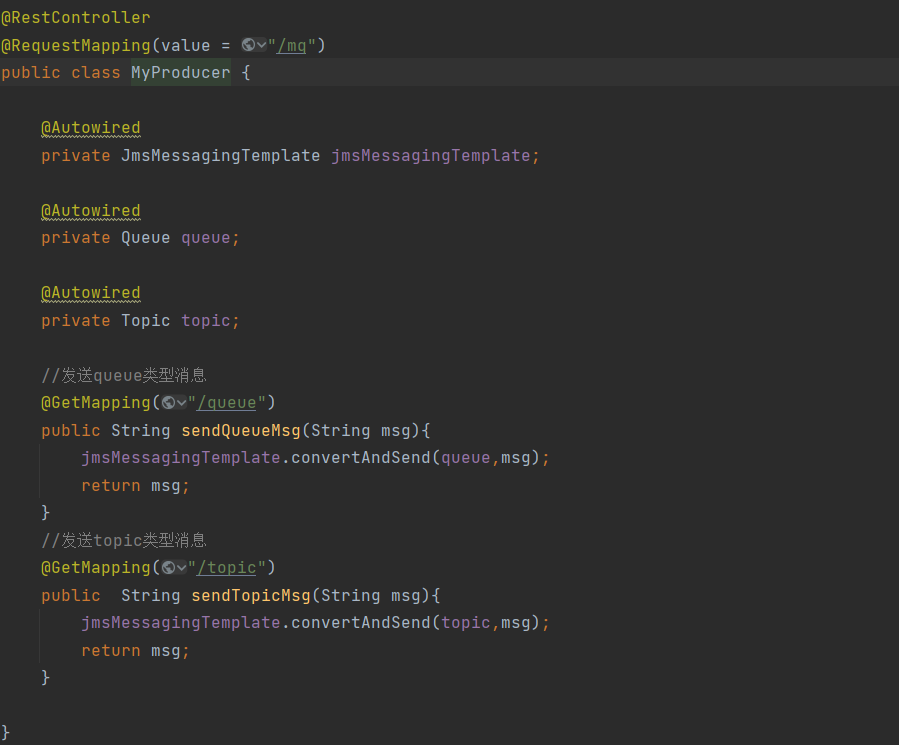 @RestController
@RequestMapping(value = "/mq")
public class MyProducer {
@Autowired
private JmsMessagingTemplate jmsMessagingTemplate;
@Autowired
private Queue queue;
@Autowired
private Topic topic;
//发送queue类型消息
@GetMapping("/queue")
public String sendQueueMsg(String msg){
jmsMessagingTemplate.convertAndSend(queue,msg);
return msg;
}
//发送topic类型消息
@GetMapping("/topic")
public  String sendTopicMsg(String msg){
jmsMessagingTemplate.convertAndSend(topic,msg);
return msg;
}
}